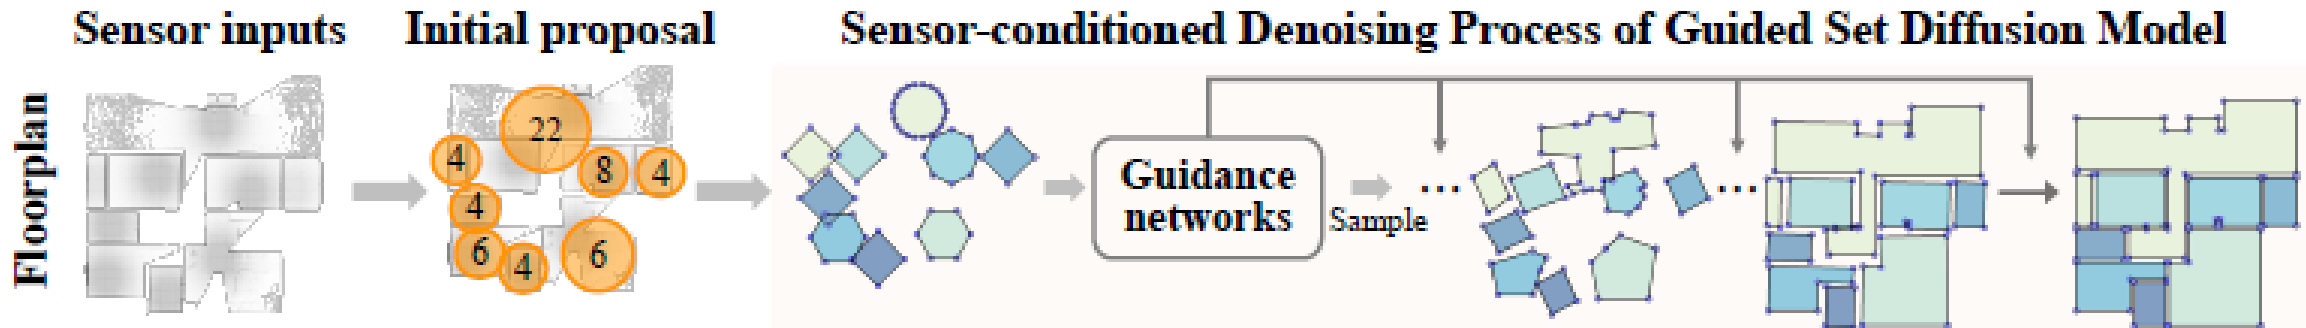 Sensor inputs
Initial proposal
Sensor-conditioned Denoising Process of Guided Set Diffusion Model
Floorplan
22
4
8
4
4
6
4
6
Guidance
networks
Sample
...
...